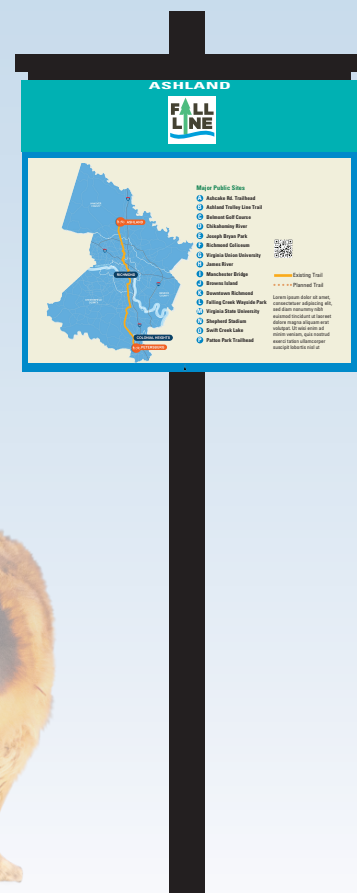 ASHLAND
FALL
LINE
Major Public Sites
A Ashcake Rd. Trailhead
B Ashland Trolley Line Trail
C Belmont Golf Course
D Chickahominy River
E Joseph Bryan Park
F Richmond Coliseum
G Virginia Union University
H James River
I Manchester Bridge
J Browns Island
K Downtown Richmond
L Falling Creek Wayside Park
M Virginia State University
N Shepherd Stadium
O Swift Creek Lake
P Patton Park Trailhead
Existing Trail
Planned Trail
Lorem ipsum dolor sit amet,
consectetuer adipiscing elit,
sed diam nonummy nibh
euismod tincidunt ut laoreet
dolore magna aliquam erat
volutpat. Ut wisi enim ad
minim veniam, quis nostrud
exerci tation ullamcorper
suscipit lobortis nisl ut
ASHLAND
RICHMOND
COLONIAL HEIGHTS
PETERSBURG